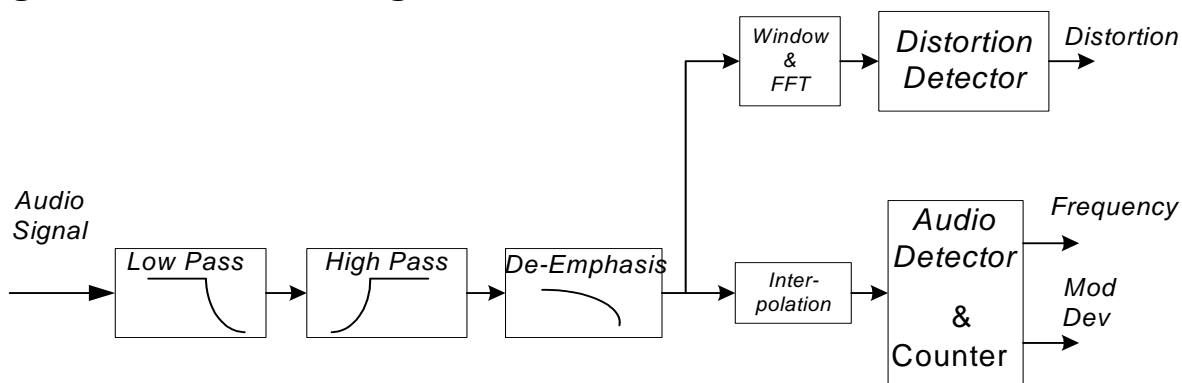 Window
&
FFT
Distortion
Detector
Distortion
Audio
Signal
Low Pass
High Pass
De-Emphasis
Inter-
polation
Audio
Detector
&
Counter
Frequency
Mod
Dev